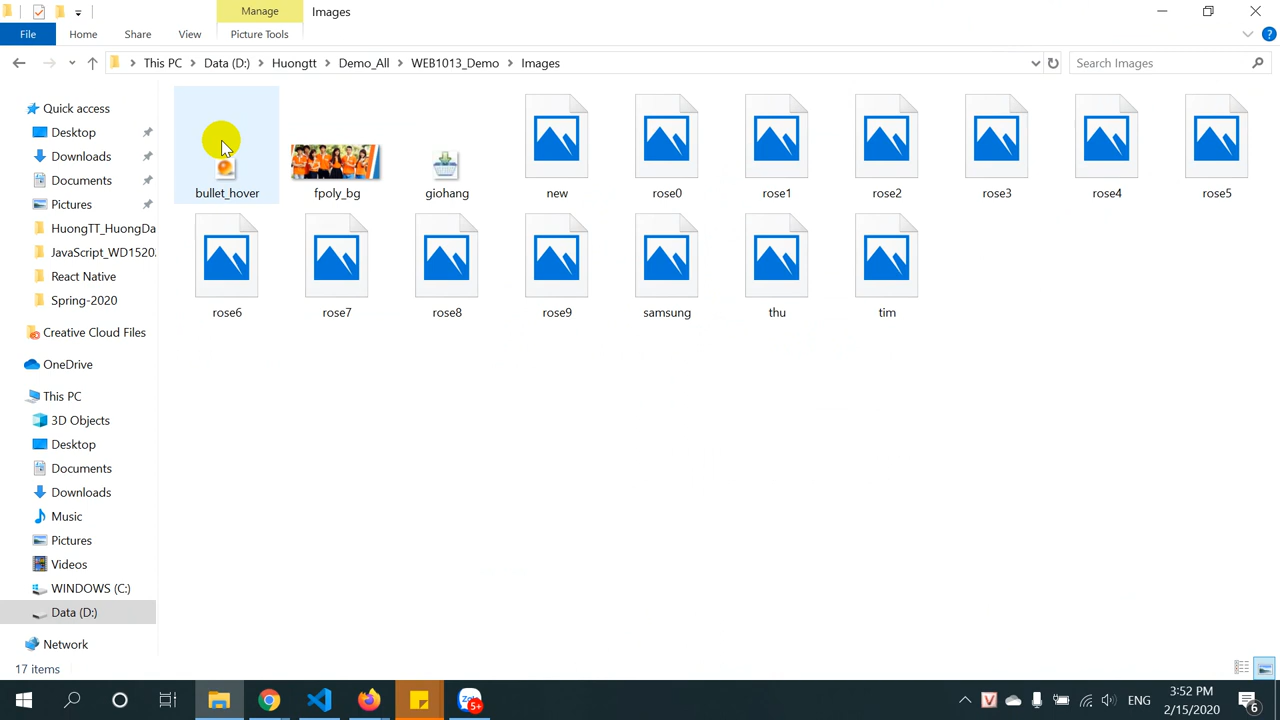 Manage
Images
File
Home
Share
View
Picture Tools
This PC
Data (D:)
Huongtt
Demo_All
WEB1013_Demo
Images
Search Images
Quick access
Desktop
Downloads
Documents
Pictures
HuongTT_HuongDa
JavaScript_WD1520.
React Native
Spring-2020
Creative Cloud Files
OneDrive
This PC
3D Objects
Desktop
Documents
Downloads
Music
Pictures
Videos
WINDOWS (C:)
Data (D:)
Network
bullet_hover
fpoly_bg
giohang
new
rose0
rose1
rose2
rose3
rose4
rose5
rose6
rose7
rose8
rose9
samsung
thu
tim
17 items
5+
V
ENG
3:52 PM
2/15/2020
6